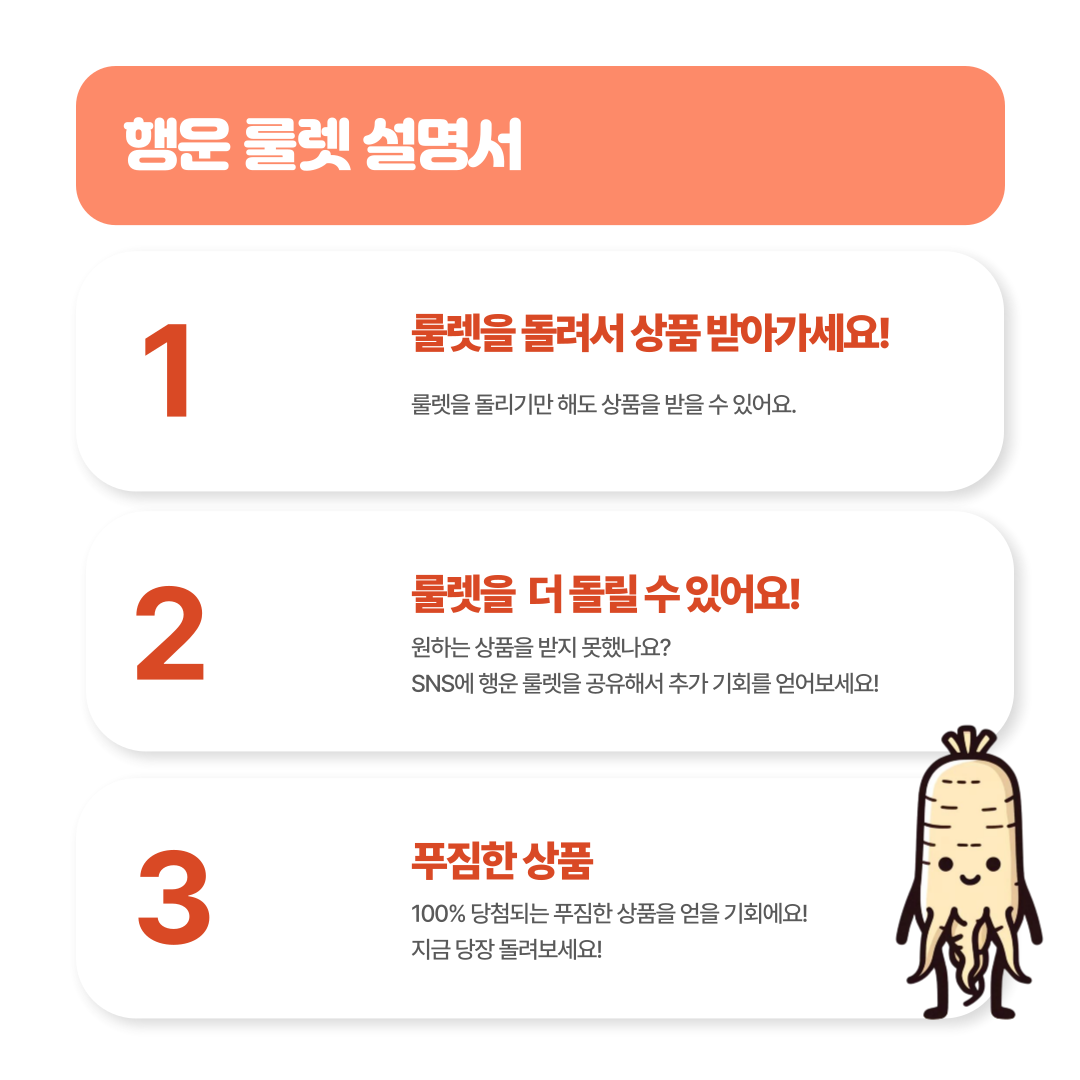 행운 룰렛 설명서
1
룰렛을 돌려서 상품 받아가세요!
룰렛을 돌리기만 해도 상품을 받을 수 있어요.
2
룰렛을 더 돌릴 수 있어요!
원하는 상품을 받지 못했나요?
SNS에 행운 룰렛을 공유해서 추가 기회를 얻어보세요!
3
푸짐한 상품
100% 당첨되는 푸짐한 상품을 얻을 기회에요!
지금 당장 돌려보세요!